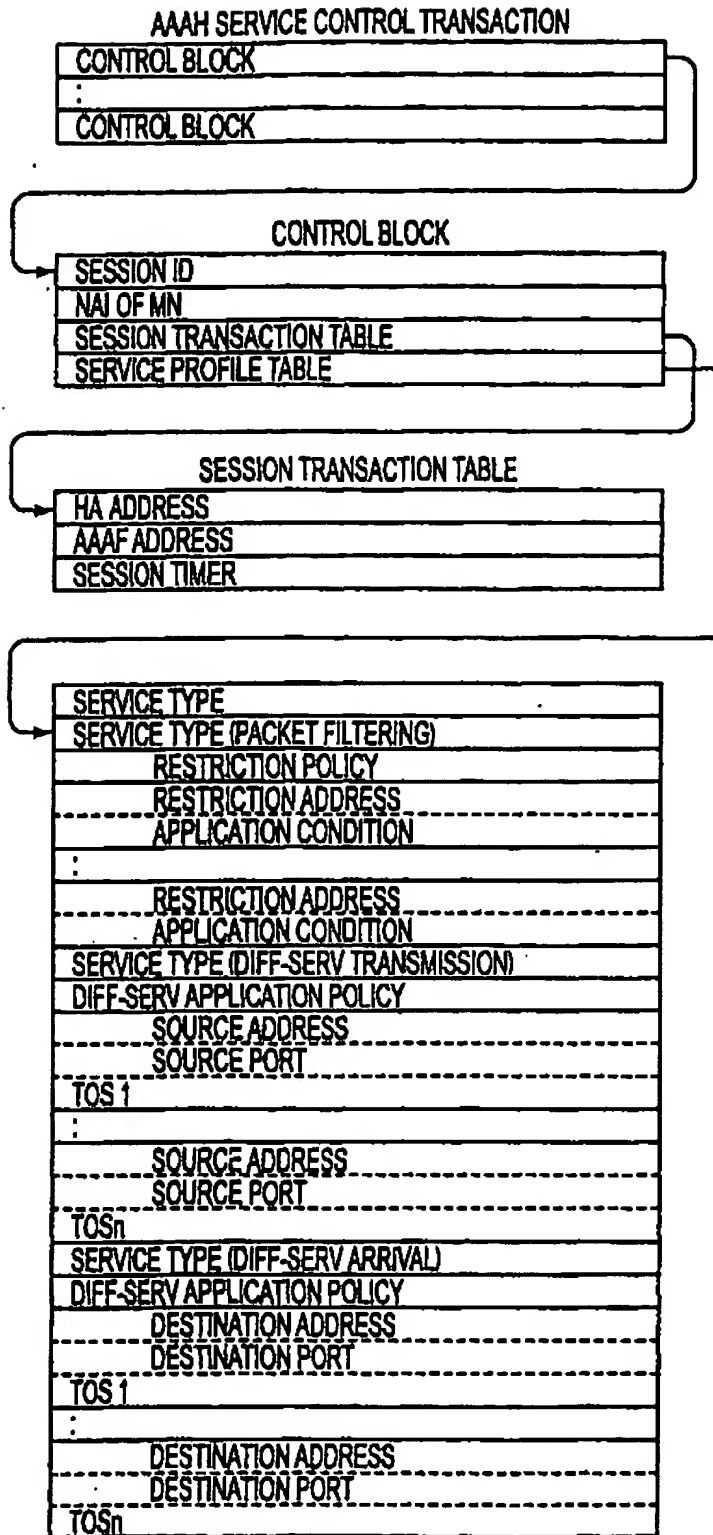 AAAH SERVICE CONTROL TRANSACTION
CONTROL BLOCK
:
CONTROL BLOCK
CONTROL BLOCK
SESSION ID
NAI OF MN
SESSION TRANSACTION TABLE
SERVICE PROFILE TABLE
SESSION TRANSACTION TABLE
HA ADDRESS
AAAF ADDRESS
SESSION TIMER
SERVICE TYPE
SERVICE TYPE (PACKET FILTERING)
RESTRICTION POLICY
RESTRICTION ADDRESS
APPLICATION CONDITION
:
RESTRICTION ADDRESS
APPLICATION CONDITION
SERVICE TYPE (DIFF-SERV TRANSMISSION)
DIFF-SERV APPLICATION POLICY
SOURCE ADDRESS
SOURCE PORT
TOS 1
:
SOURCE ADDRESS
SOURCE PORT
TOSn
SERVICE TYPE (DIFF-SERV ARRIVAL)
DIFF-SERV APPLICATION POLICY
DESTINATION ADDRESS
DESTINATION PORT
TOS 1
:
DESTINATION ADDRESS
DESTINATION PORT
TOSn